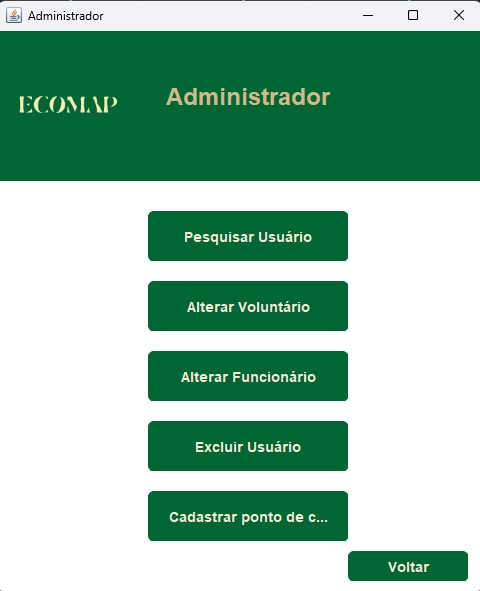 Administrador
ECOMAP
Administrador
Pesquisar Usuário
Alterar Voluntário
Alterar Funcionário
Excluir Usuário
Cadastrar ponto de c...
Voltar